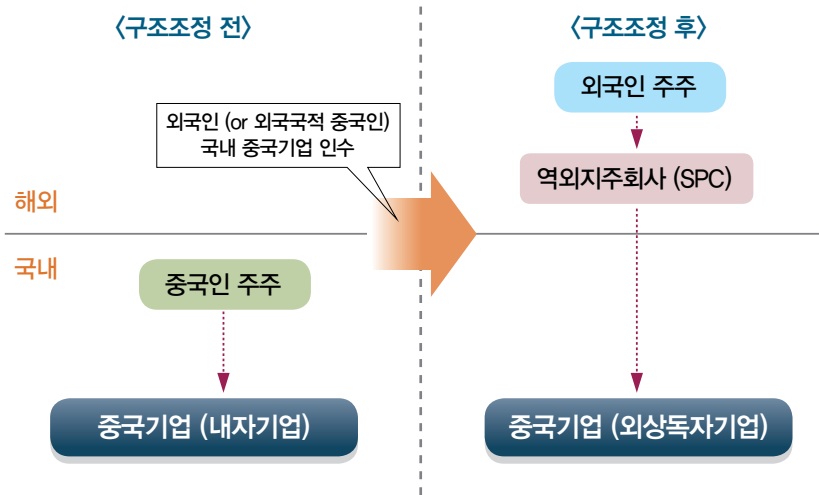 〈구조조정 전〉
〈구조조정 후〉
외국인 주주
외국인 (or 외국국적 중국인)
국내 중국기업 인수
역외지주회사 (SPC)
해외
국내
중국인 주주
중국기업 (내자기업)
중국기업 (외상독자기업)